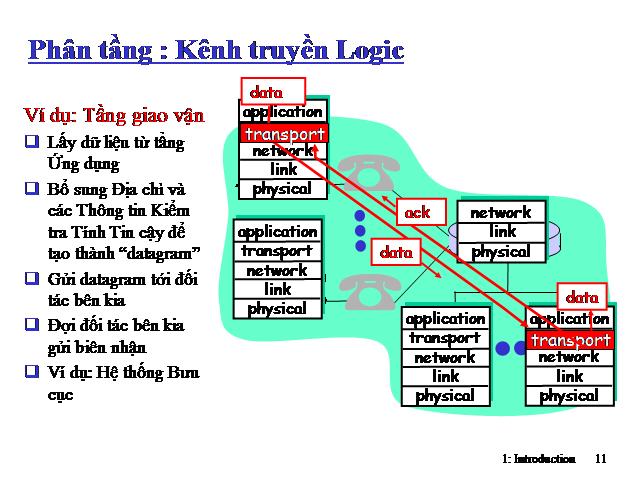 Phân tầng : Kênh truyền Logic
Ví dụ: Tầng giao vận
Lấy dữ liệu từ tầng
Ứng dụng
Bổ sung Địa chỉ và
các Thông tin Kiểm
tra Tính Tin cậy để
tạo thành “datagram”
Gửi datagram tới đối
tác bên kia
Đợi đối tác bên kia
gửi biên nhận
Ví dụ: Hệ thống Bưu
cục
data
application
transport
network
link
physical
application
transport
network
link
physical
ack
data
network
link
physical
application
transport
network
link
physical
data
application
transport
network
link
physical
1: Introduction 11